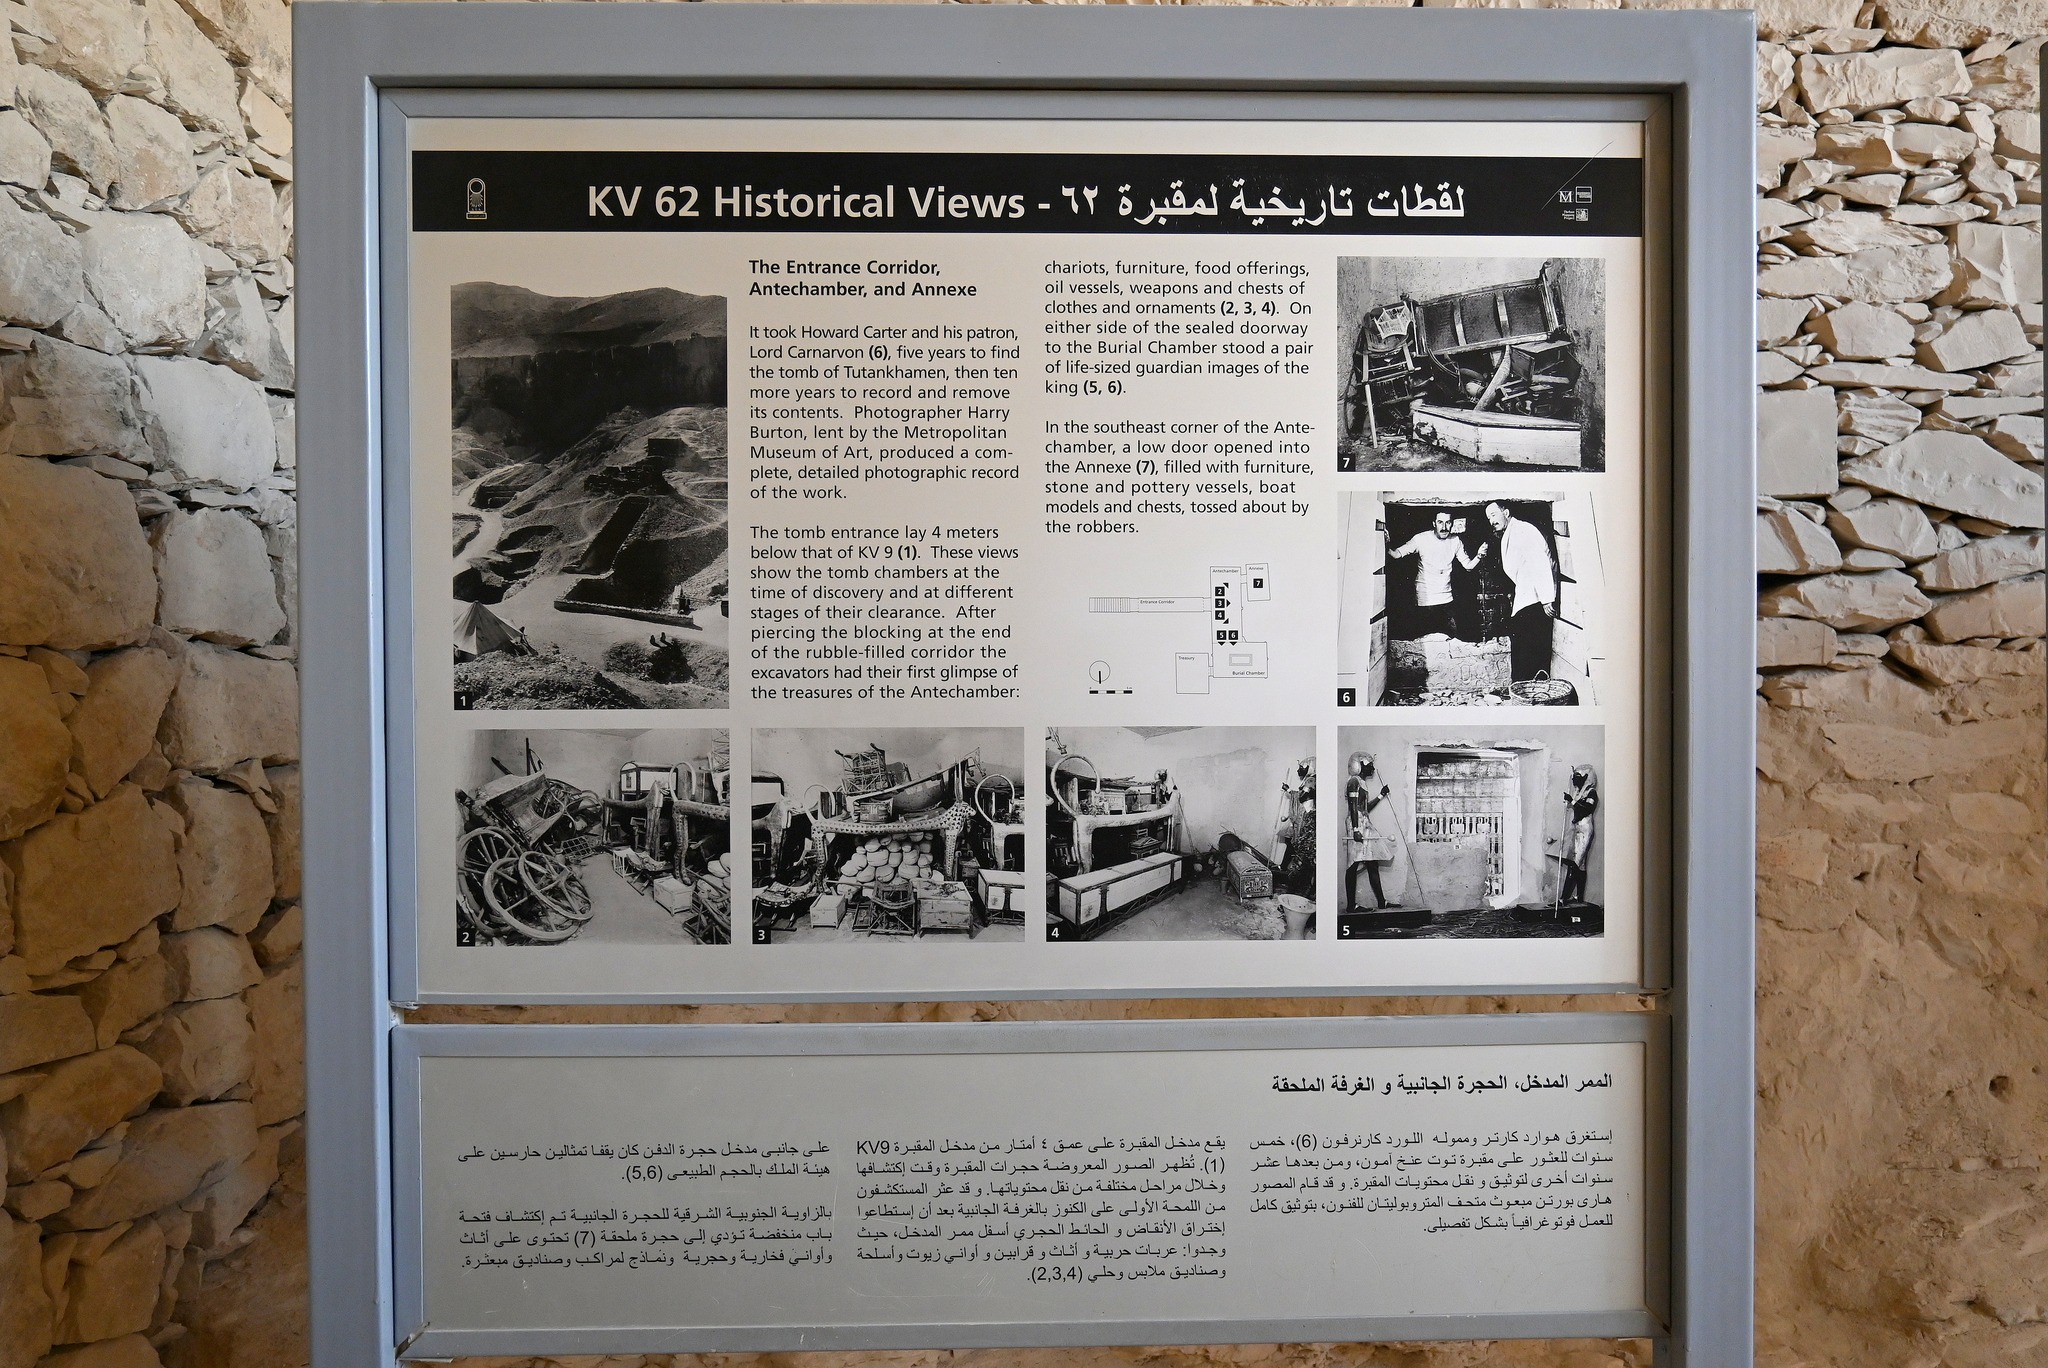 KV 62 Historical Views - لقطات تاريخية لمقبرة ٦٢
The Entrance Corridor,
Antechamber, and Annexe
It took Howard Carter and his patron,
Lord Carnarvon (6), five years to find
the tomb of Tutankhamen, then ten
more years to record and remove
its contents. Photographer Harry
Burton, lent by the Metropolitan
Museum of Art, produced a com-
plete, detailed photographic record
of the work.
The tomb entrance lay 4 meters
below that of KV 9 (1). These views
show the tomb chambers at the
time of discovery and at different
stages of their clearance. After
piercing the blocking at the end
of the rubble-filled corridor the
excavators had their first glimpse of
the treasures of the Antechamber:
chariots, furniture, food offerings,
oil vessels, weapons and chests of
clothes and ornaments (2, 3, 4). On
either side of the sealed doorway
to the Burial Chamber stood a pair
of life-sized guardian images of the
king (5, 6).
In the southeast corner of the Ante-
chamber, a low door opened into
the Annexe (7), filled with furniture,
stone and pottery vessels, boat
models and chests, tossed about by
the robbers.
Antechamber
Annexe
7
2
Entrance Corridor
3
4
5 6
Treasury
Burial Chamber
7
6
1
2
3
4
5
الممر المدخل، الحجرة الجانبية و الغرفة الملحقة
إستغرق هوارد كارتر وممولـه اللورد كارنرفون (6)، خمس
سنوات للعثور على مقبرة توت عنخ آمون، ومن بعدها عشر
سنوات أخرى لتوثيق و نقل محتويات المقبرة. و قد قام المصور
هارى بورتن مبعوث متحف المتروبوليتان للفنون، بتوثيق كامل
للعمل فوتوغرافياً بشكل تفصيلى.
يقع مدخل المقبرة على عمق ٤ أمتار من مدخل المقبرة KV9
(1). تُظهر الصور المعروضة حجرات المقبرة وقت إكتشافها
وخلال مراحل مختلفة من نقل محتوياتها. و قد عثر المستكشفون
من اللمحة الأولى على الكنوز بالغرفة الجانبية بعد أن إستطاعوا
إختراق الأنقاض و الحائط الحجري أسفل ممر المدخل، حيث
وجدوا: عربات حربية و أثاث و قرابين و أواني زيوت وأسلحة
وصناديق ملابس وحلي (2,3,4).
على جانبى مدخل حجرة الدفن كان يقفا تمثالين حارسين على
هيئة الملك بالحجم الطبيعى (5,6).
بالزاوية الجنوبية الشرقية للحجرة الجانبية تم إكتشاف فتحة
باب منخفضة تؤدي إلى حجرة ملحقة (7) تحتوى على أثاث
وأواني فخارية وحجرية ونماذج لمراكب وصناديق مبعثرة.